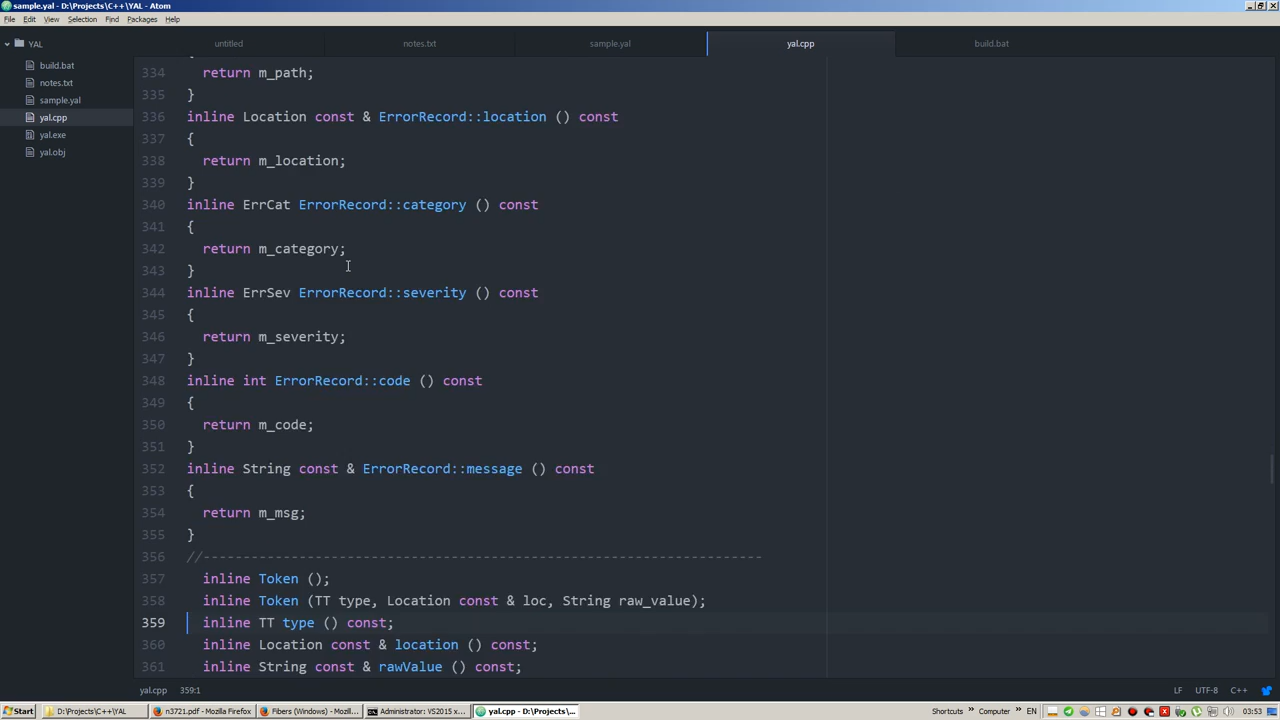 sample.yal - D:\Projects\C++\YAL - Atom
File Edit View Selection Find Packages Help
YAL
build.bat
notes.txt
sample.yal
yal.cpp
yal.exe
yal.obj
untitled notes.txt sample.yal yal.cpp build.bat
334 return m_path;
335 }
336 inline Location const & ErrorRecord::location () const
337 {
338 return m_location;
339 }
340 inline ErrCat ErrorRecord::category () const
341 {
342 return m_category;
343 }
344 inline ErrSev ErrorRecord::severity () const
345 {
346 return m_severity;
347 }
348 inline int ErrorRecord::code () const
349 {
350 return m_code;
351 }
352 inline String const & ErrorRecord::message () const
353 {
354 return m_msg;
355 }
356 //----------------------------------------------------------------------
357 inline Token ();
358 inline Token (TT type, Location const & loc, String raw_value);
359 inline TT type () const;
360 inline Location const & location () const;
361 inline String const & rawValue () const;
yal.cpp 359:1 LF UTF-8 C++
Start D:\Projects\C++\YAL n3721.pdf - Mozilla Firefox Fibers (Windows) - Mozill... Administrator: VS2015 x... yal.cpp - D:\Projects\... Shortcuts » Computer » EN 03:53